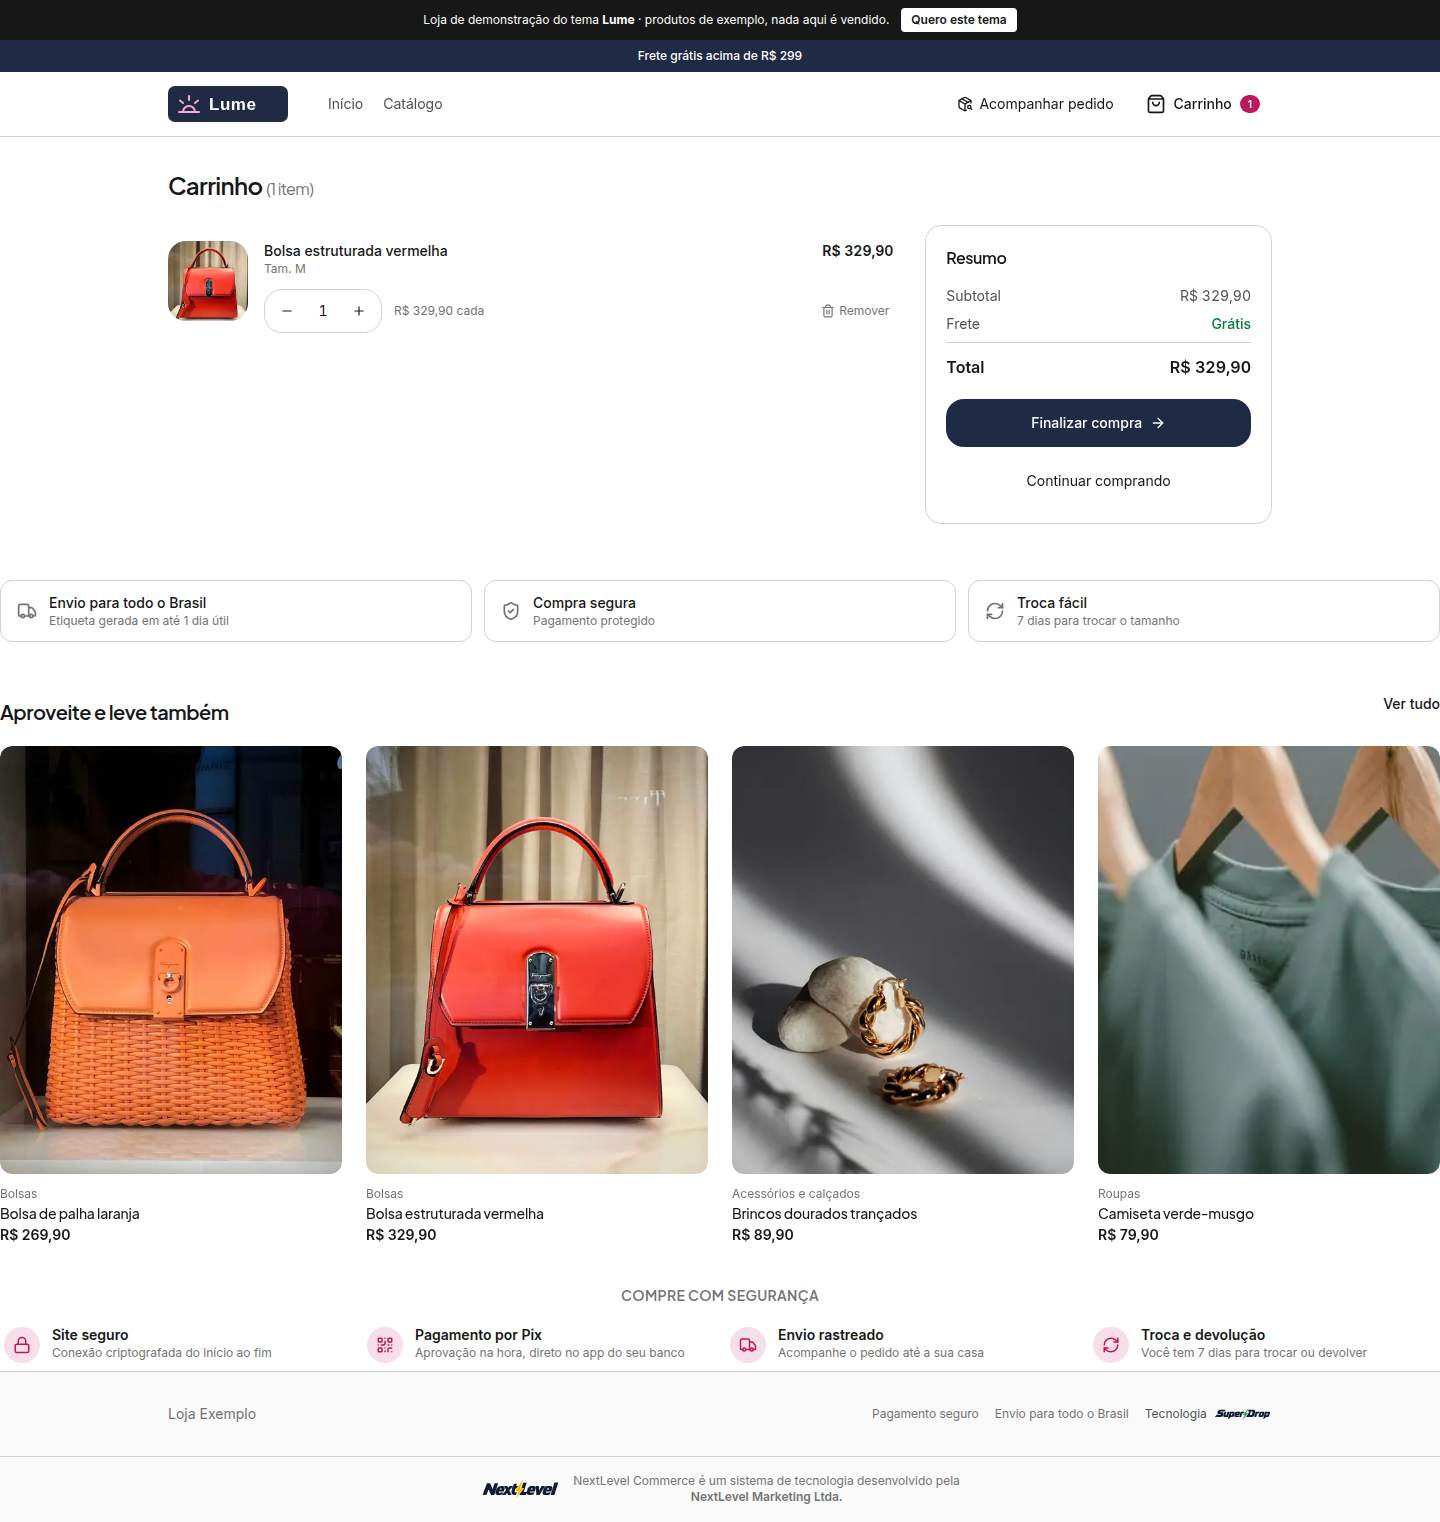 Loja de demonstração do tema Lume · produtos de exemplo, nada aqui é vendido. Quero este tema
Frete grátis acima de R$ 299
Lume Início Catálogo Acompanhar pedido Carrinho 1
Carrinho (1 item)
Bolsa estruturada vermelha R$ 329,90
Tam. M
− 1 + R$ 329,90 cada Remover
Resumo
Subtotal R$ 329,90
Frete Grátis
Total R$ 329,90
Finalizar compra →
Continuar comprando
Envio para todo o Brasil
Etiqueta gerada em até 1 dia útil
Compra segura
Pagamento protegido
Troca fácil
7 dias para trocar o tamanho
Aproveite e leve também Ver tudo
Bolsas
Bolsa de palha laranja
R$ 269,90
Bolsas
Bolsa estruturada vermelha
R$ 329,90
Acessórios e calçados
Brincos dourados trançados
R$ 89,90
Roupas
Camiseta verde-musgo
R$ 79,90
COMPRE COM SEGURANÇA
Site seguro
Conexão criptografada do início ao fim
Pagamento por Pix
Aprovação na hora, direto no app do seu banco
Envio rastreado
Acompanhe o pedido até a sua casa
Troca e devolução
Você tem 7 dias para trocar ou devolver
Loja Exemplo Pagamento seguro Envio para todo o Brasil Tecnologia SuperDrop
NextLevel NextLevel Commerce é um sistema de tecnologia desenvolvido pela
NextLevel Marketing Ltda.